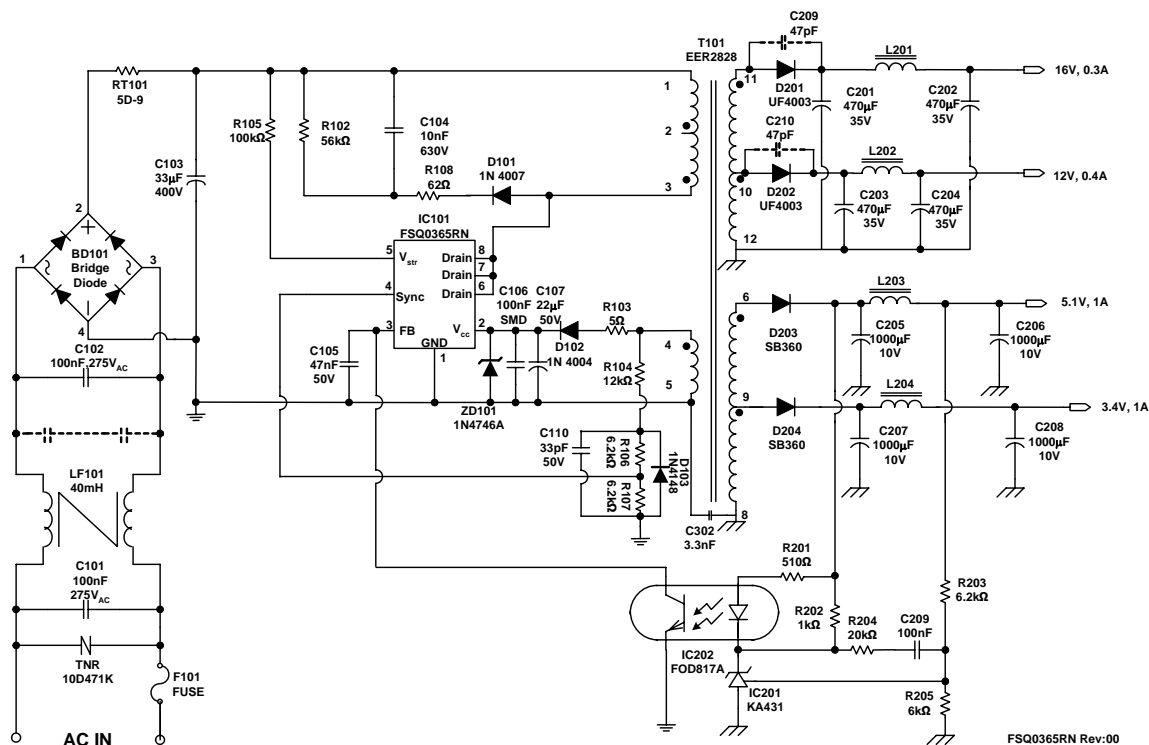 C209
47pF
T101
EER2828
L201
RT101
5D-9
1
11
16V, 0.3A
D201
UF4003
C201
470µF
35V
C202
470µF
35V
R105
100kΩ
R102
56kΩ
C104
10nF
630V
2
C210
47pF
L202
C103
33µF
400V
R108
62Ω
D101
1N 4007
3
10
12V, 0.4A
D202
UF4003
C203
470µF
35V
C204
470µF
35V
2
IC101
FSQ0365RN
12
1
BD101
Bridge
Diode
3
4
5
Vstr
8
Drain
7
Drain
6
Drain
4
Sync
3
FB
Vcc
2
GND
1
C106
100nF
SMD
C107
22µF
50V
R103
5Ω
D102
1N 4004
L203
6
5.1V, 1A
D203
SB360
C205
1000µF
10V
C206
1000µF
10V
C102
100nF,275VAC
C105
47nF
50V
R104
12kΩ
4
5
L204
9
3.4V, 1A
ZD101
1N4746A
D204
SB360
C207
1000µF
10V
C208
1000µF
10V
C110
33pF
50V
R106
6.2kΩ
R107
6.2kΩ
D103
1N4148
LF101
40mH
8
C302
3.3nF
C101
100nF
275VAC
R201
510Ω
R203
6.2kΩ
R202
1kΩ
R204
20kΩ
C209
100nF
TNR
10D471K
F101
FUSE
IC202
FOD817A
IC201
KA431
R205
6kΩ
AC IN
FSQ0365RN Rev:00